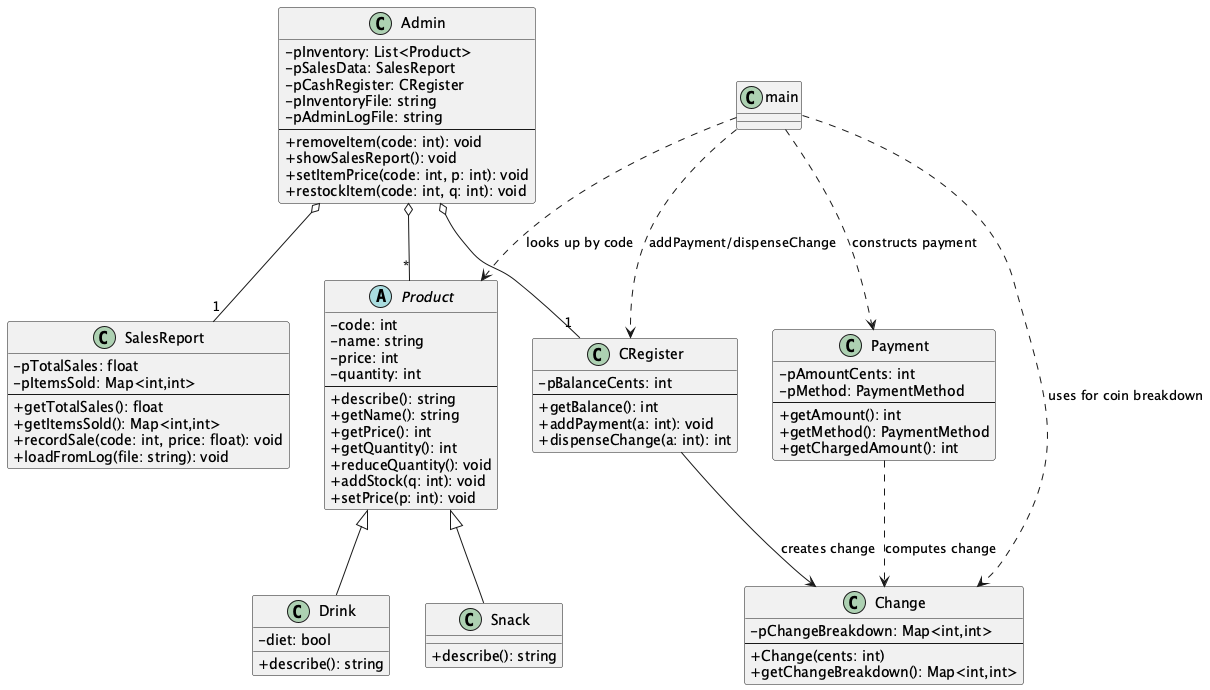 C Admin
-pInventory: List<Product>
-pSalesData: SalesReport
-pCashRegister: CRegister
-pInventoryFile: string
-pAdminLogFile: string
+removeItem(code: int): void
+showSalesReport(): void
+setItemPrice(code: int, p: int): void
+restockItem(code: int, q: int): void
C main
looks up by code
addPayment/dispenseChange
constructs payment
uses for coin breakdown
1
*
1
C SalesReport
-pTotalSales: float
-pItemsSold: Map<int,int>
+getTotalSales(): float
+getItemsSold(): Map<int,int>
+recordSale(code: int, price: float): void
+loadFromLog(file: string): void
A Product
-code: int
-name: string
-price: int
-quantity: int
+describe(): string
+getName(): string
+getPrice(): int
+getQuantity(): int
+reduceQuantity(): void
+addStock(q: int): void
+setPrice(p: int): void
C CRegister
-pBalanceCents: int
+getBalance(): int
+addPayment(a: int): void
+dispenseChange(a: int): int
C Payment
-pAmountCents: int
-pMethod: PaymentMethod
+getAmount(): int
+getMethod(): PaymentMethod
+getChargedAmount(): int
creates change
computes change
C Drink
-diet: bool
+describe(): string
C Snack
+describe(): string
C Change
-pChangeBreakdown: Map<int,int>
+Change(cents: int)
+getChangeBreakdown(): Map<int,int>